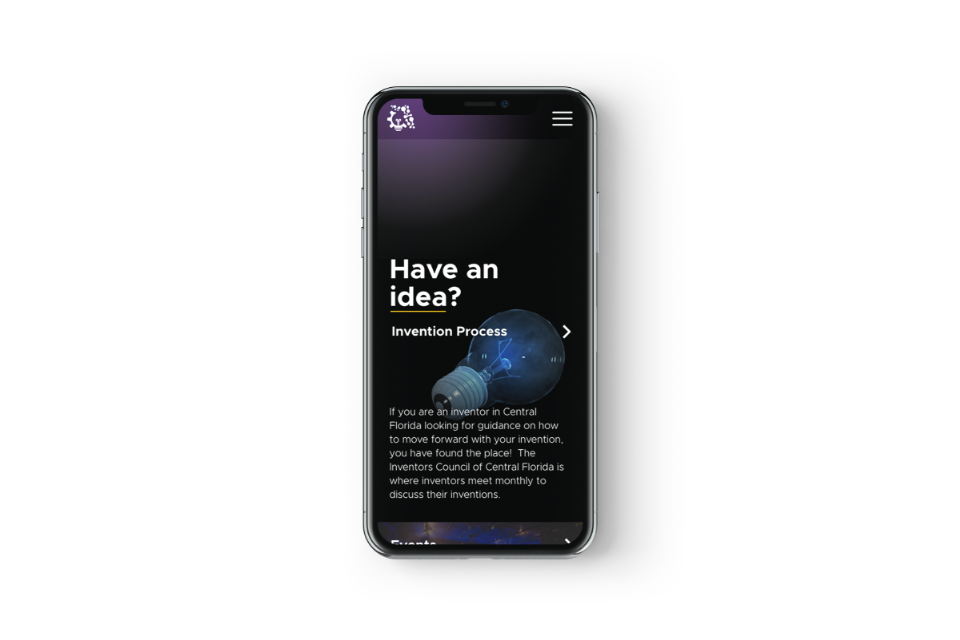 Have an
idea?
Invention Process
If you are an inventor in Central
Florida looking for guidance on how
to move forward with your invention,
you have found the place!  The
Inventors Council of Central Florida is
where inventors meet monthly to
discuss their inventions.
Events